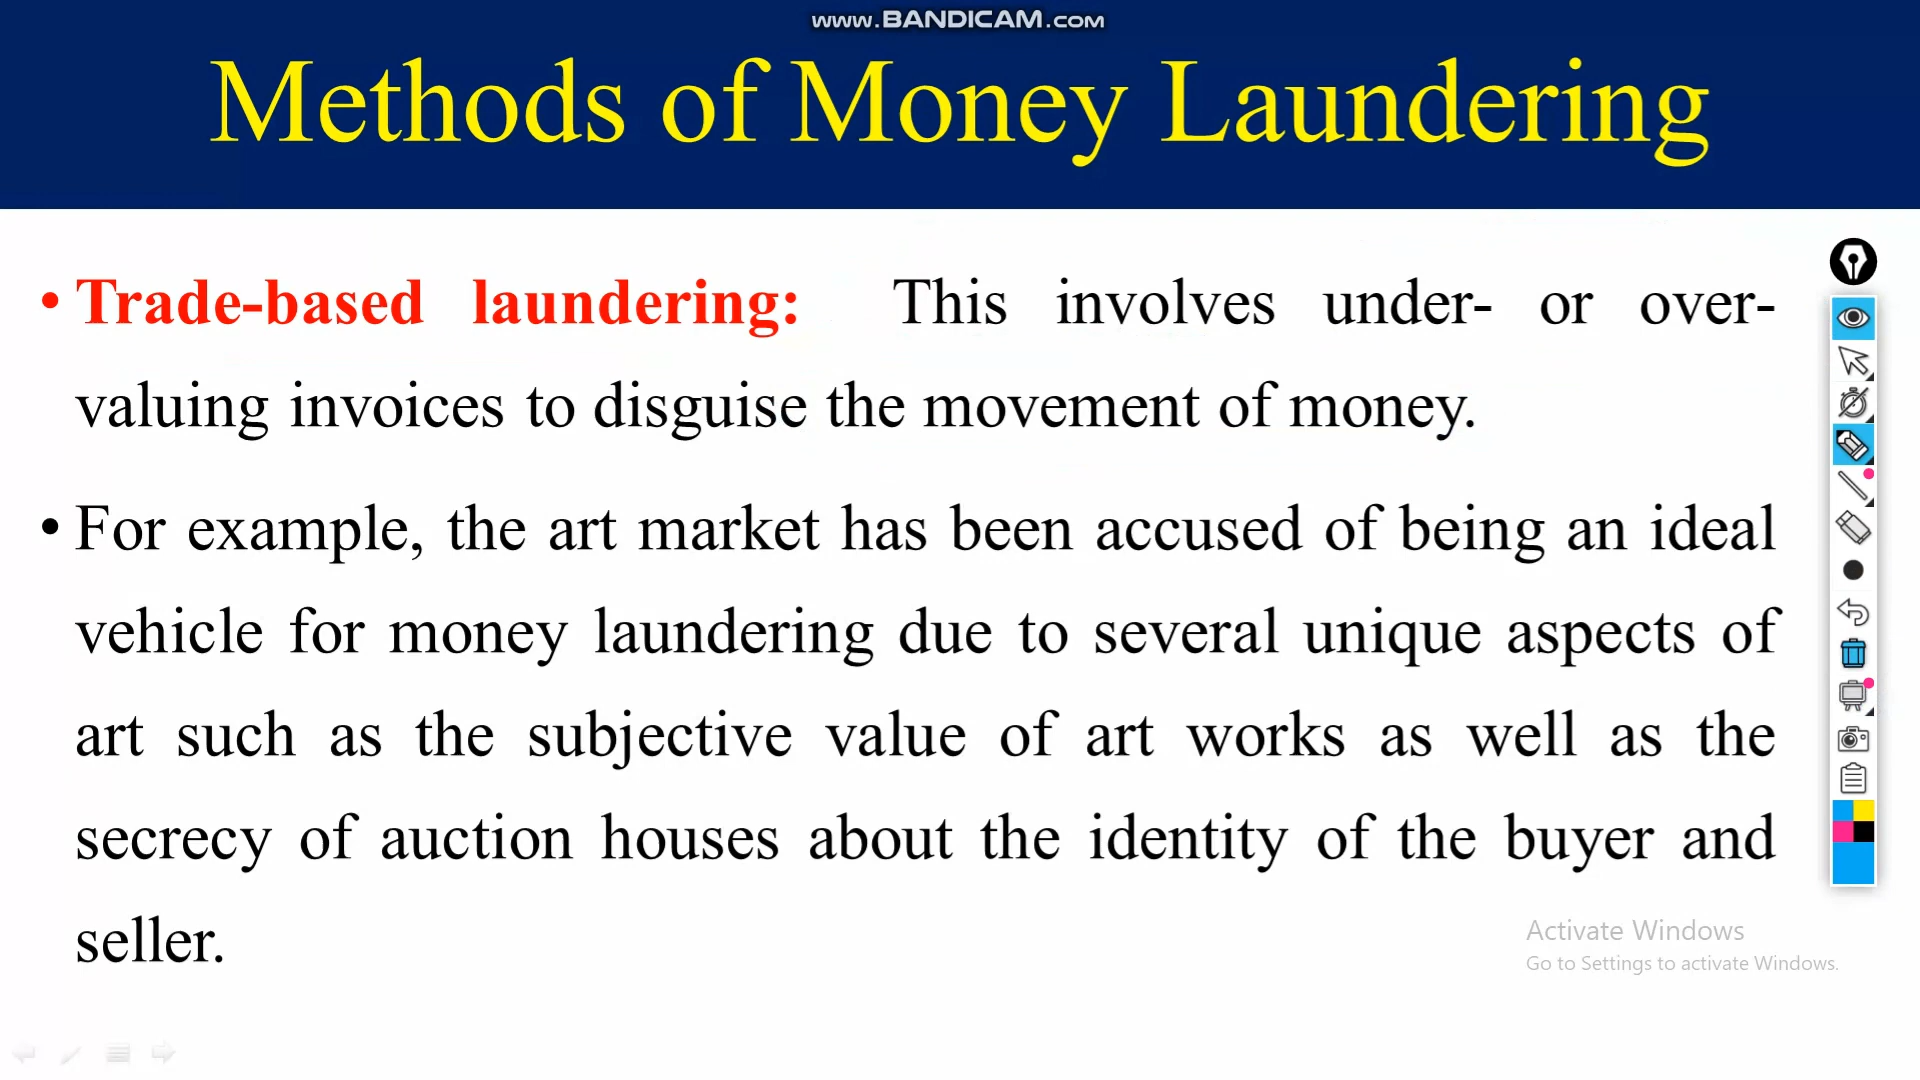 www.BANDICAM.com
Methods of Money Laundering
• Trade-based laundering: This involves under- or over-
valuing invoices to disguise the movement of money.
• For example, the art market has been accused of being an ideal
vehicle for money laundering due to several unique aspects of
art such as the subjective value of art works as well as the
secrecy of auction houses about the identity of the buyer and
seller.
Activate Windows
Go to Settings to activate Windows.